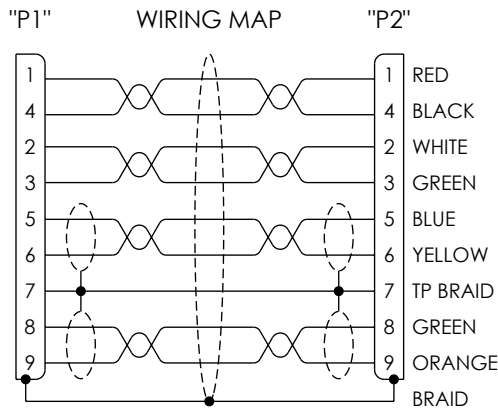 "P1" WIRING MAP "P2"
1 1 RED
4 4 BLACK
2 2 WHITE
3 3 GREEN
5 5 BLUE
6 6 YELLOW
7 7 TP BRAID
8 8 GREEN
9 9 ORANGE
BRAID